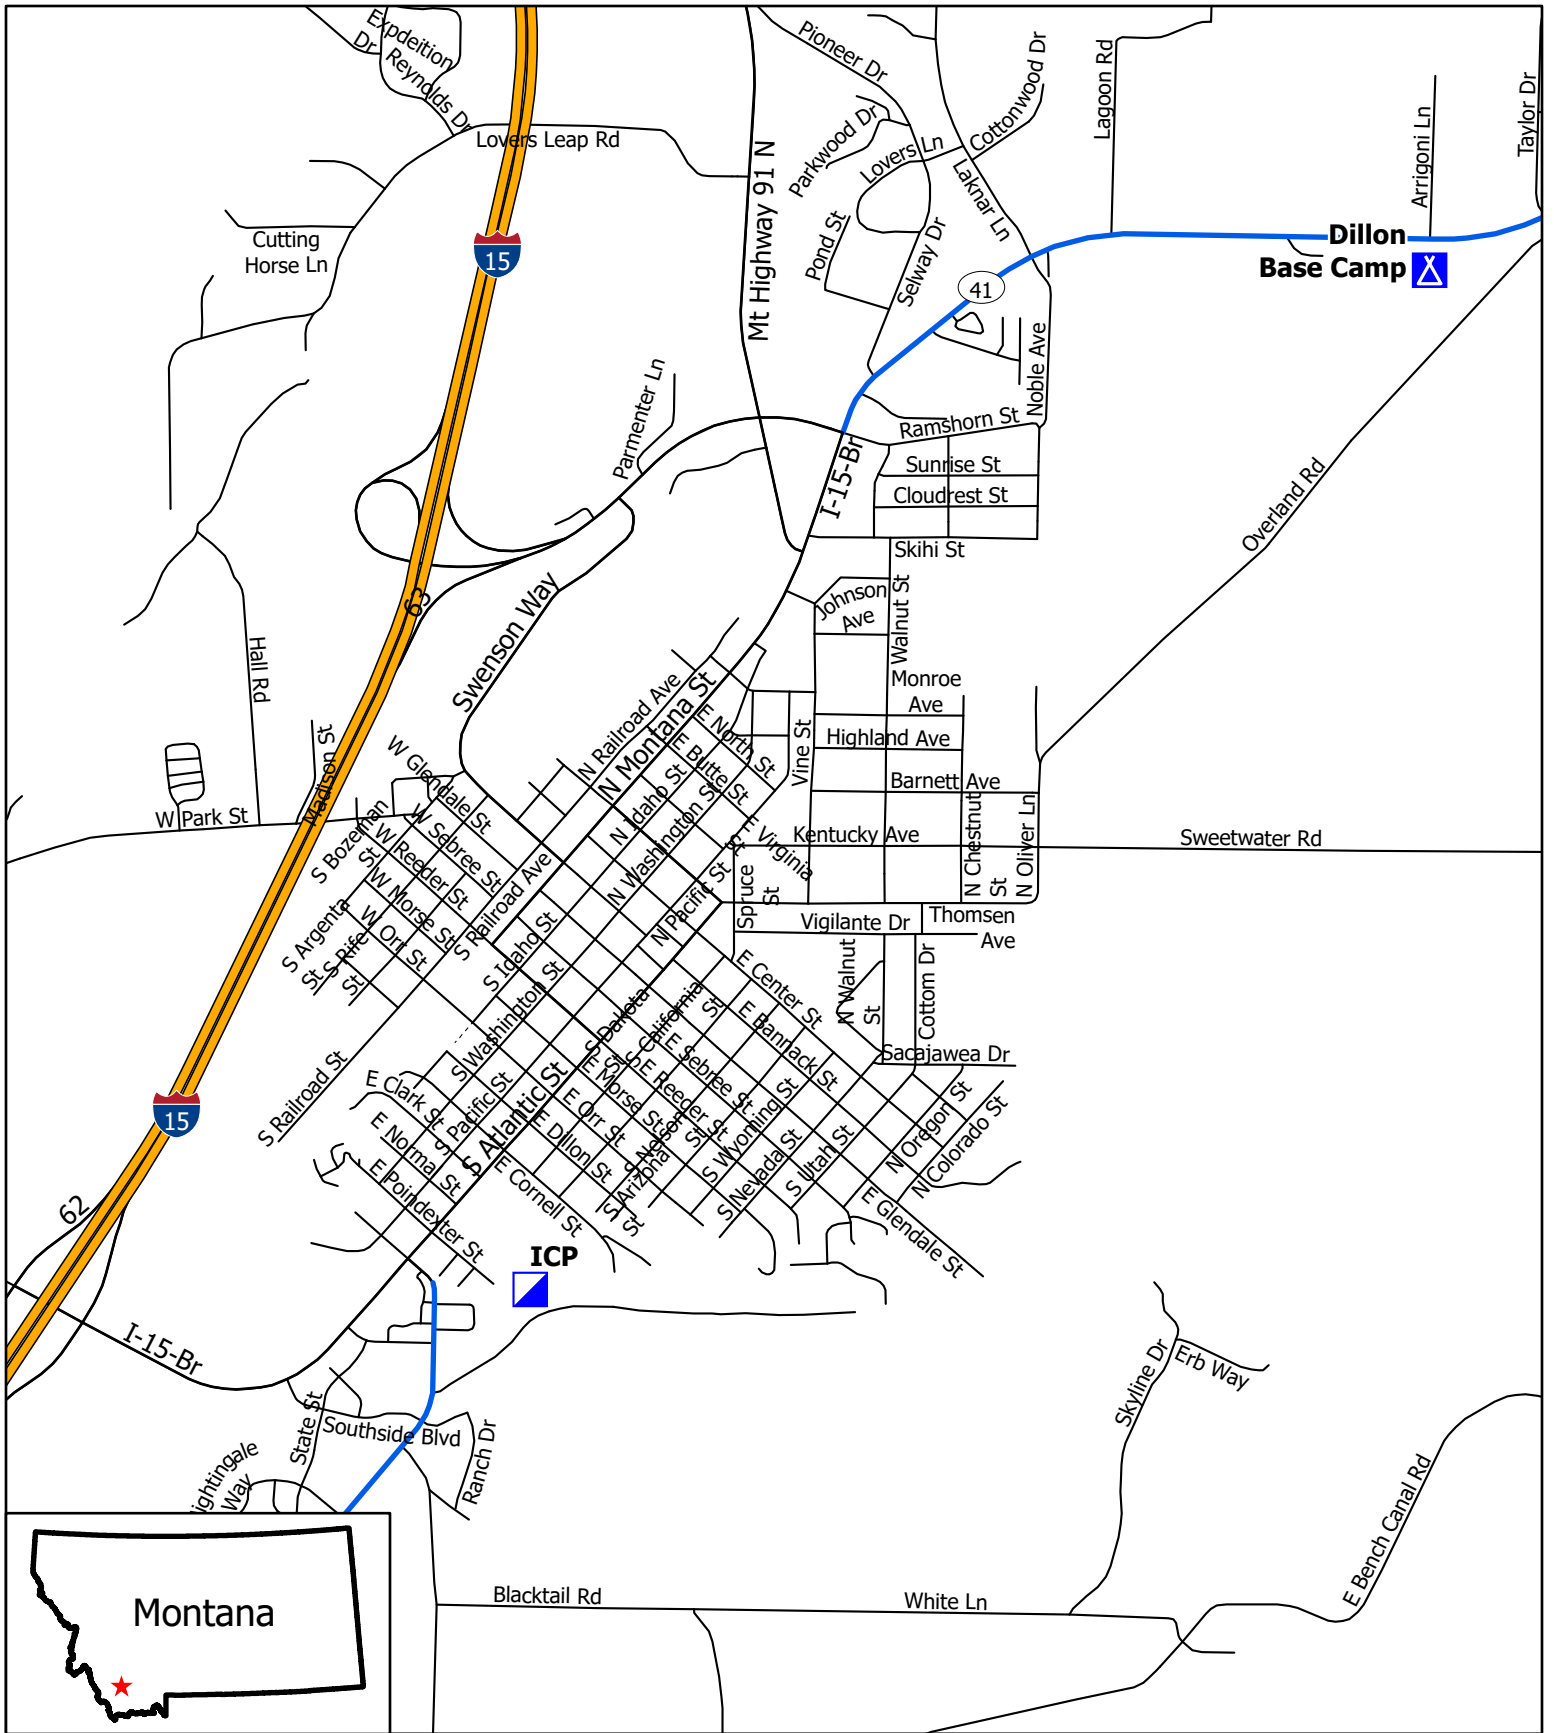 Expdeition
Dr
Reynolds Dr
Lovers Leap Rd
Pioneer Dr
Cottonwood Dr
Lagoon Rd
Arrigoni Ln
Taylor Dr
Parkwood Dr
Lovers Ln
Laknar Ln
Mt Highway 91 N
Pond St
Selway Dr
Cutting
Horse Ln
15
Dillon
Base Camp
41
Noble Ave
Parmenter Ln
Ramshorn St
Sunrise St
Cloudrest St
I-15-Br
Skihi St
Overland Rd
63
Swenson Way
Johnson
Ave
Walnut St
Hall Rd
Monroe
Ave
Highland Ave
Barnett Ave
Vine St
Madison St
W Park St
N Railroad Ave
N Montana St
E North St
E Butte St
N Idaho St
N Washington St
E Virginia
St
Kentucky Ave
N Chestnut
St
N Oliver Ln
Sweetwater Rd
W Glendale St
W Sebree St
W Reeder St
W Morse St
W Orr St
S Bozeman
St
S Argenta
St
S Rife
St
S Railroad Ave
S Idaho St
N Pacific St
Spruce
St
Vigilante Dr
Thomsen
Ave
N Walnut
St
Cottom Dr
Sacajawea Dr
E Center St
E Bannack St
S Washington St
S Dakota
St
S California
St
E Sebree St
E Reeder St
E Morse St
E Orr St
E Dillon St
S Railroad St
E Clark St
S Pacific St
S Atlantic St
E Norma St
E Poindexter St
E Cornell St
S Nelson
St
S Arizona
St
S Wyoming St
S Nevada St
S Utah St
N Oregon St
N Colorado St
E Glendale St
15
62
ICP
I-15-Br
State St
Southside Blvd
Ranch Dr
ightingale
Way
Skyline Dr
Erb Way
E Bench Canal Rd
Blacktail Rd
White Ln
Montana